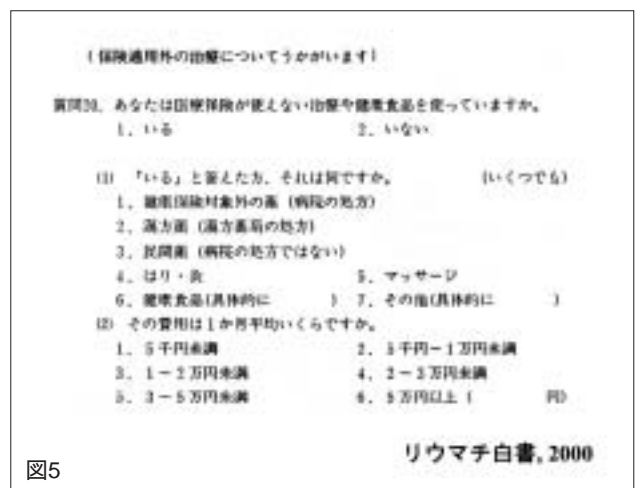 (保険適用外の治療についてうかがいます)
質問30. あなたは医療保険が使えない治療や健康食品を使っていますか。
1. いる 2. いない
(1) 「いる」と答えた方、それは何ですか。 (いくつでも)
1. 健康保険対象外の薬 (病院の処方)
2. 漢方薬 (漢方薬局の処方)
3. 民間薬 (病院の処方ではない)
4. はり・灸 5. マッサージ
6. 健康食品(具体的に ) 7. その他(具体的に )
(2) その費用は1か月平均いくらですか。
1. 5千円未満 2. 5千円−1万円未満
3. 1−2万円未満 4. 2−3万円未満
5. 3−5万円未満 6. 5万円以上 ( 円)
リウマチ白書, 2000
図5